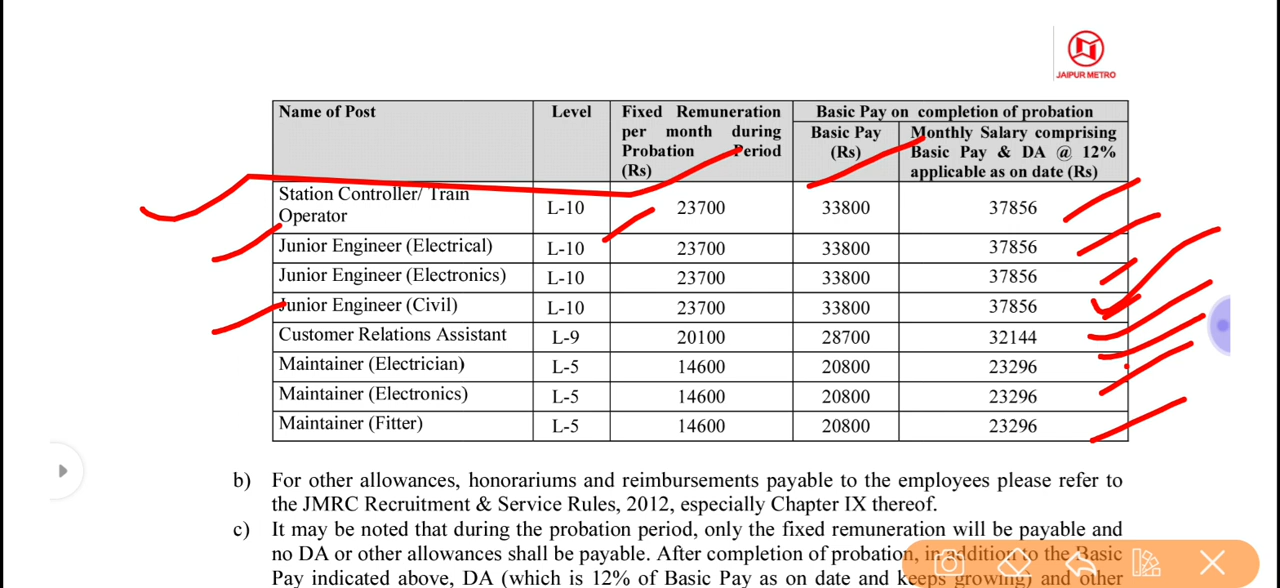 JAIPUR METRO
Name of Post Level Fixed Remuneration per month during Probation Period (Rs) Basic Pay on completion of probation
Basic Pay (Rs) Monthly Salary comprising Basic Pay & DA @ 12% applicable as on date (Rs)
Station Controller/ Train Operator L-10 23700 33800 37856
Junior Engineer (Electrical) L-10 23700 33800 37856
Junior Engineer (Electronics) L-10 23700 33800 37856
Junior Engineer (Civil) L-10 23700 33800 37856
Customer Relations Assistant L-9 20100 28700 32144
Maintainer (Electrician) L-5 14600 20800 23296
Maintainer (Electronics) L-5 14600 20800 23296
Maintainer (Fitter) L-5 14600 20800 23296
b) For other allowances, honorariums and reimbursements payable to the employees please refer to
the JMRC Recruitment & Service Rules, 2012, especially Chapter IX thereof.
c) It may be noted that during the probation period, only the fixed remuneration will be payable and
no DA or other allowances shall be payable. After completion of probation, in addition to the Basic
Pay indicated above, DA (which is 12% of Basic Pay as on date and keeps growing) and other